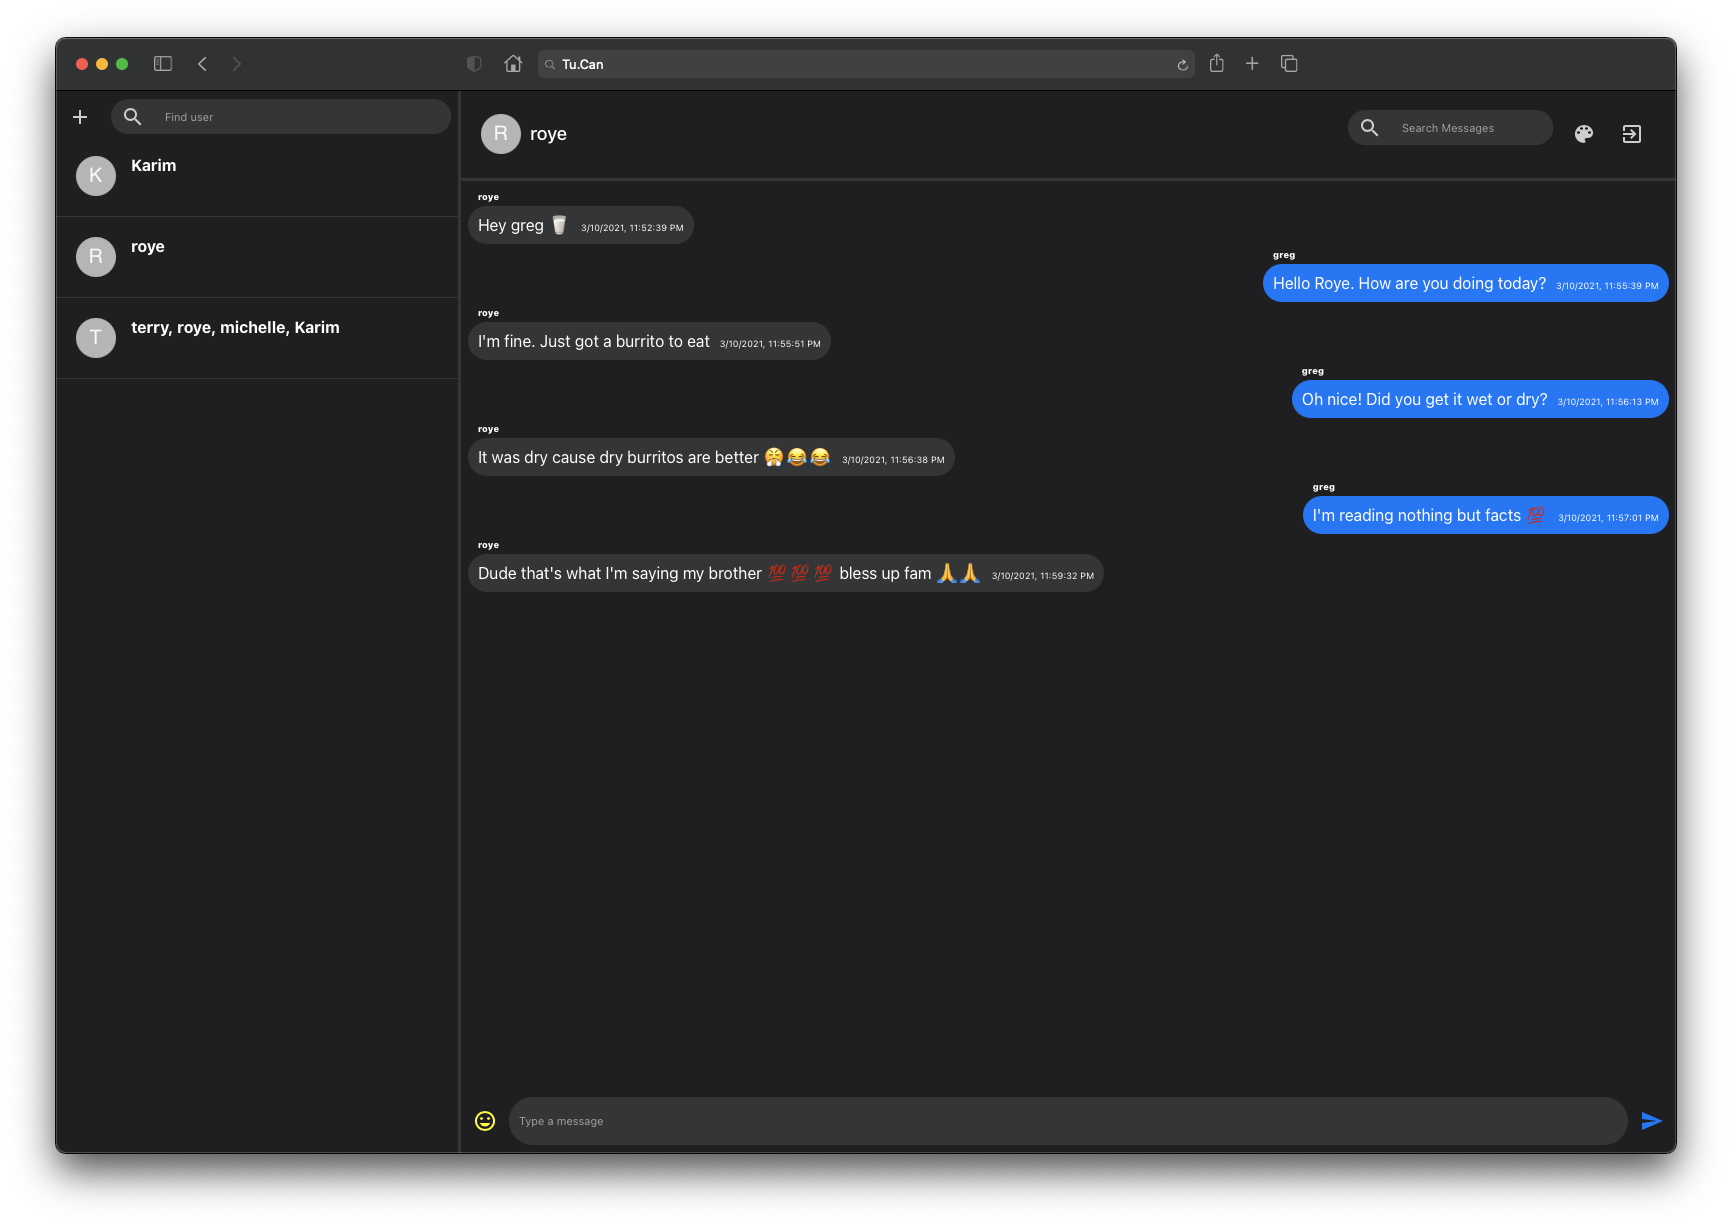 Tu.Can
Find user
K
Karim
R
roye
T
terry, roye, michelle, Karim
R
roye
Search Messages
roye
Hey greg 🥛 3/10/2021, 11:52:39 PM
greg
Hello Roye. How are you doing today? 3/10/2021, 11:55:39 PM
roye
I'm fine. Just got a burrito to eat 3/10/2021, 11:55:51 PM
greg
Oh nice! Did you get it wet or dry? 3/10/2021, 11:56:13 PM
roye
It was dry cause dry burritos are better 😤😂😂 3/10/2021, 11:56:38 PM
greg
I'm reading nothing but facts 💯 3/10/2021, 11:57:01 PM
roye
Dude that's what I'm saying my brother 💯💯💯 bless up fam 🙏🙏 3/10/2021, 11:59:32 PM
Type a message